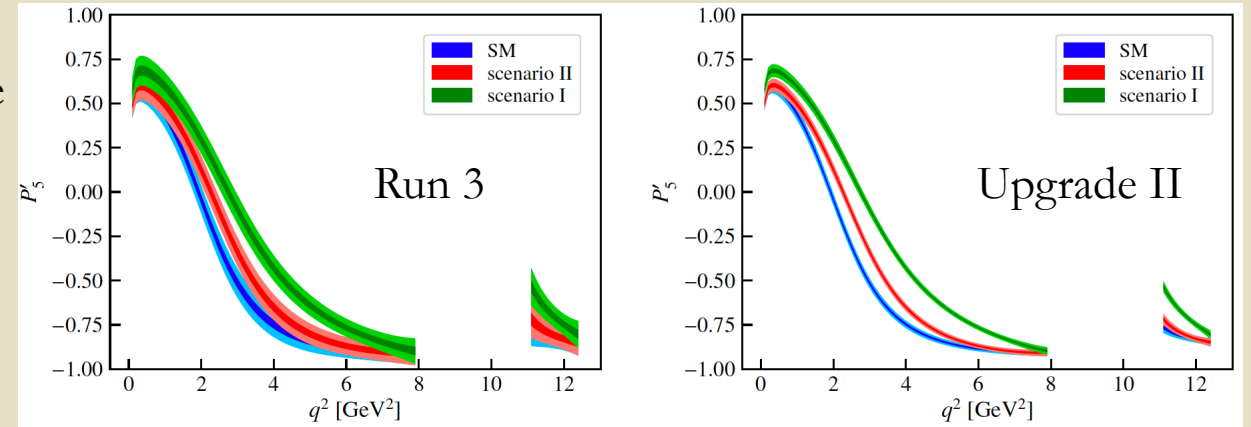 e
1.00
0.75
0.50
0.25
0.00
−0.25
−0.50
−0.75
−1.00
P′5
0 2 4 6 8 10 12
q² [GeV²]
SM
scenario II
scenario I
Run 3
1.00
0.75
0.50
0.25
0.00
−0.25
−0.50
−0.75
−1.00
P′5
0 2 4 6 8 10 12
q² [GeV²]
SM
scenario II
scenario I
Upgrade II